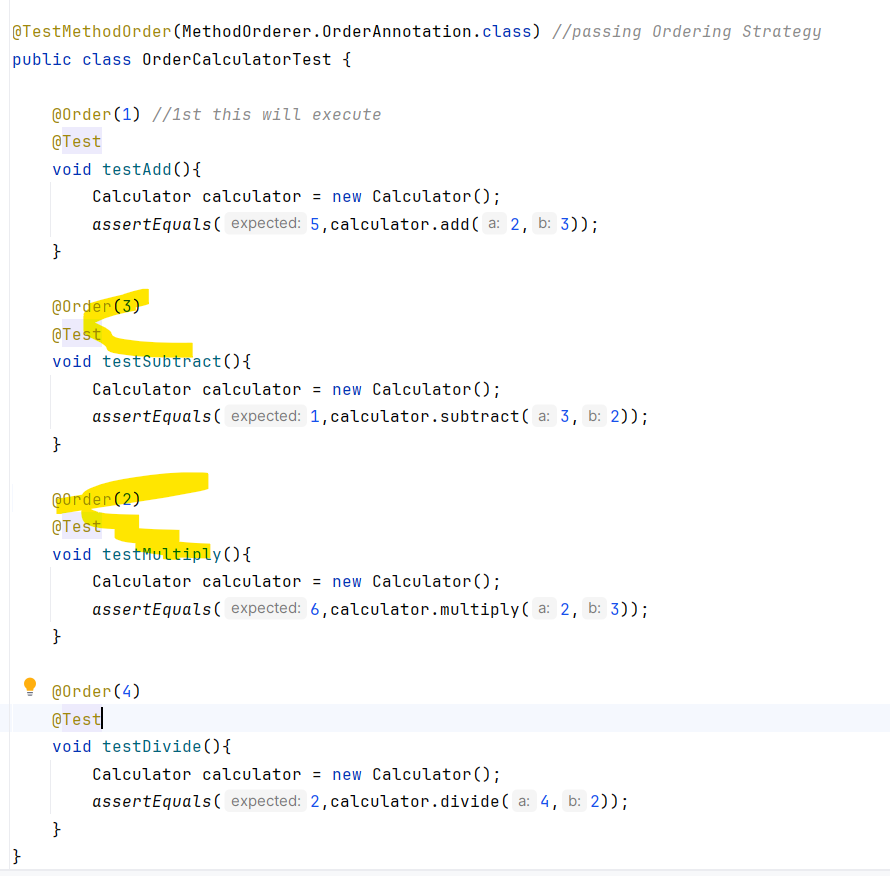 @TestMethodOrder(MethodOrderer.OrderAnnotation.class) //passing Ordering Strategy
public class OrderCalculatorTest {
@Order(1) //1st this will execute
@Test
void testAdd(){
Calculator calculator = new Calculator();
assertEquals( expected: 5,calculator.add( a: 2, b: 3));
}
@Order(3)
@Test
void testSubtract(){
Calculator calculator = new Calculator();
assertEquals( expected: 1,calculator.subtract( a: 3, b: 2));
}
@Order(2)
@Test
void testMultiply(){
Calculator calculator = new Calculator();
assertEquals( expected: 6,calculator.multiply( a: 2, b: 3));
}
@Order(4)
@Test
void testDivide(){
Calculator calculator = new Calculator();
assertEquals( expected: 2,calculator.divide( a: 4, b: 2));
}
}